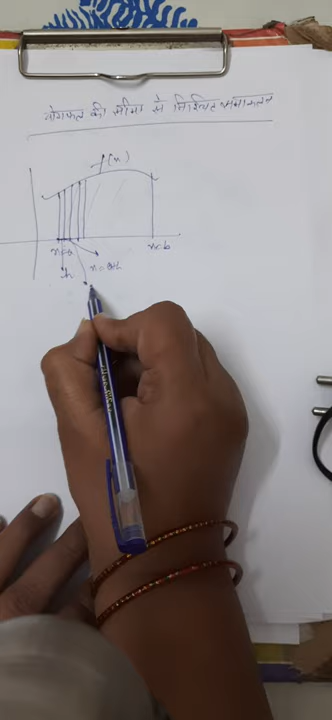 योगफल की सीमा से निश्चित समाकलन
f(x)
x=a
x=b
h